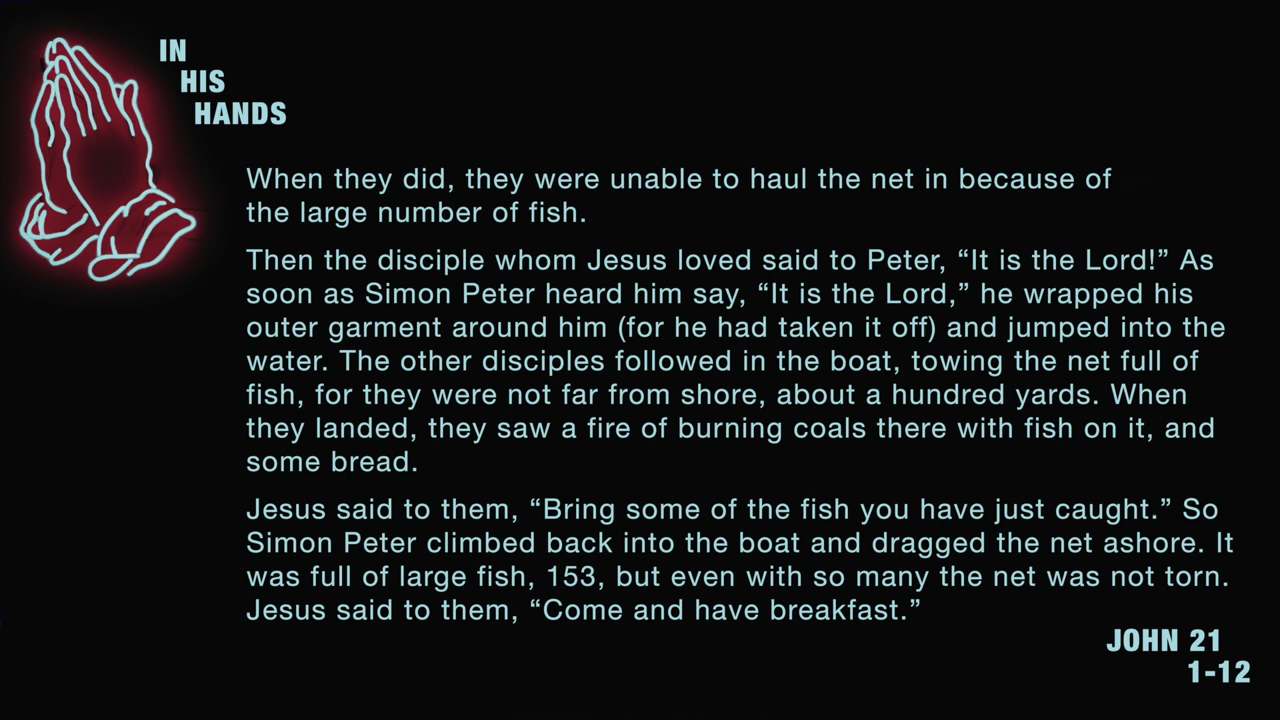 IN
HIS
HANDS
When they did, they were unable to haul the net in because of
the large number of fish.
Then the disciple whom Jesus loved said to Peter, “It is the Lord!” As
soon as Simon Peter heard him say, “It is the Lord,” he wrapped his
outer garment around him (for he had taken it off) and jumped into the
water. The other disciples followed in the boat, towing the net full of
fish, for they were not far from shore, about a hundred yards. When
they landed, they saw a fire of burning coals there with fish on it, and
some bread.
Jesus said to them, “Bring some of the fish you have just caught.” So
Simon Peter climbed back into the boat and dragged the net ashore. It
was full of large fish, 153, but even with so many the net was not torn.
Jesus said to them, “Come and have breakfast.”
JOHN 21
1-12